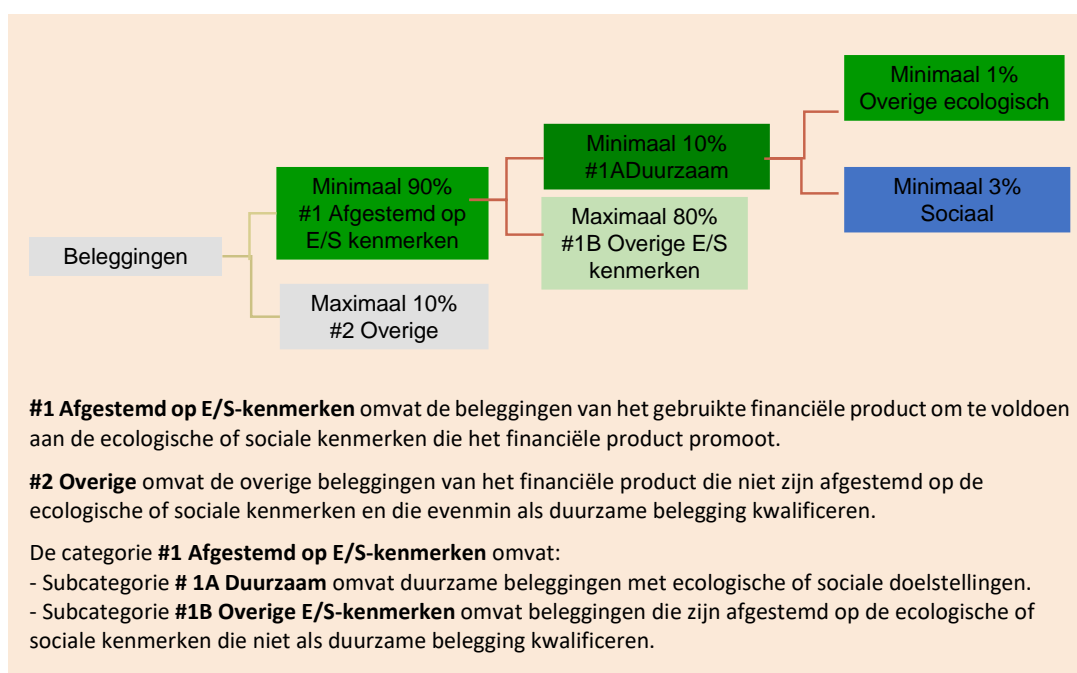 Minimaal 1%
Overige ecologisch
Minimaal 10%
#1ADuurzaam
Minimaal 90%
#1 Afgestemd op
E/S kenmerken
Minimaal 3%
Sociaal
Maximaal 80%
#1B Overige E/S
kenmerken
Beleggingen
Maximaal 10%
#2 Overige
#1 Afgestemd op E/S-kenmerken omvat de beleggingen van het gebruikte financiële product om te voldoen
aan de ecologische of sociale kenmerken die het financiële product promoot.
#2 Overige omvat de overige beleggingen van het financiële product die niet zijn afgestemd op de
ecologische of sociale kenmerken en die evenmin als duurzame belegging kwalificeren.
De categorie #1 Afgestemd op E/S-kenmerken omvat:
- Subcategorie # 1A Duurzaam omvat duurzame beleggingen met ecologische of sociale doelstellingen.
- Subcategorie #1B Overige E/S-kenmerken omvat beleggingen die zijn afgestemd op de ecologische of
sociale kenmerken die niet als duurzame belegging kwalificeren.